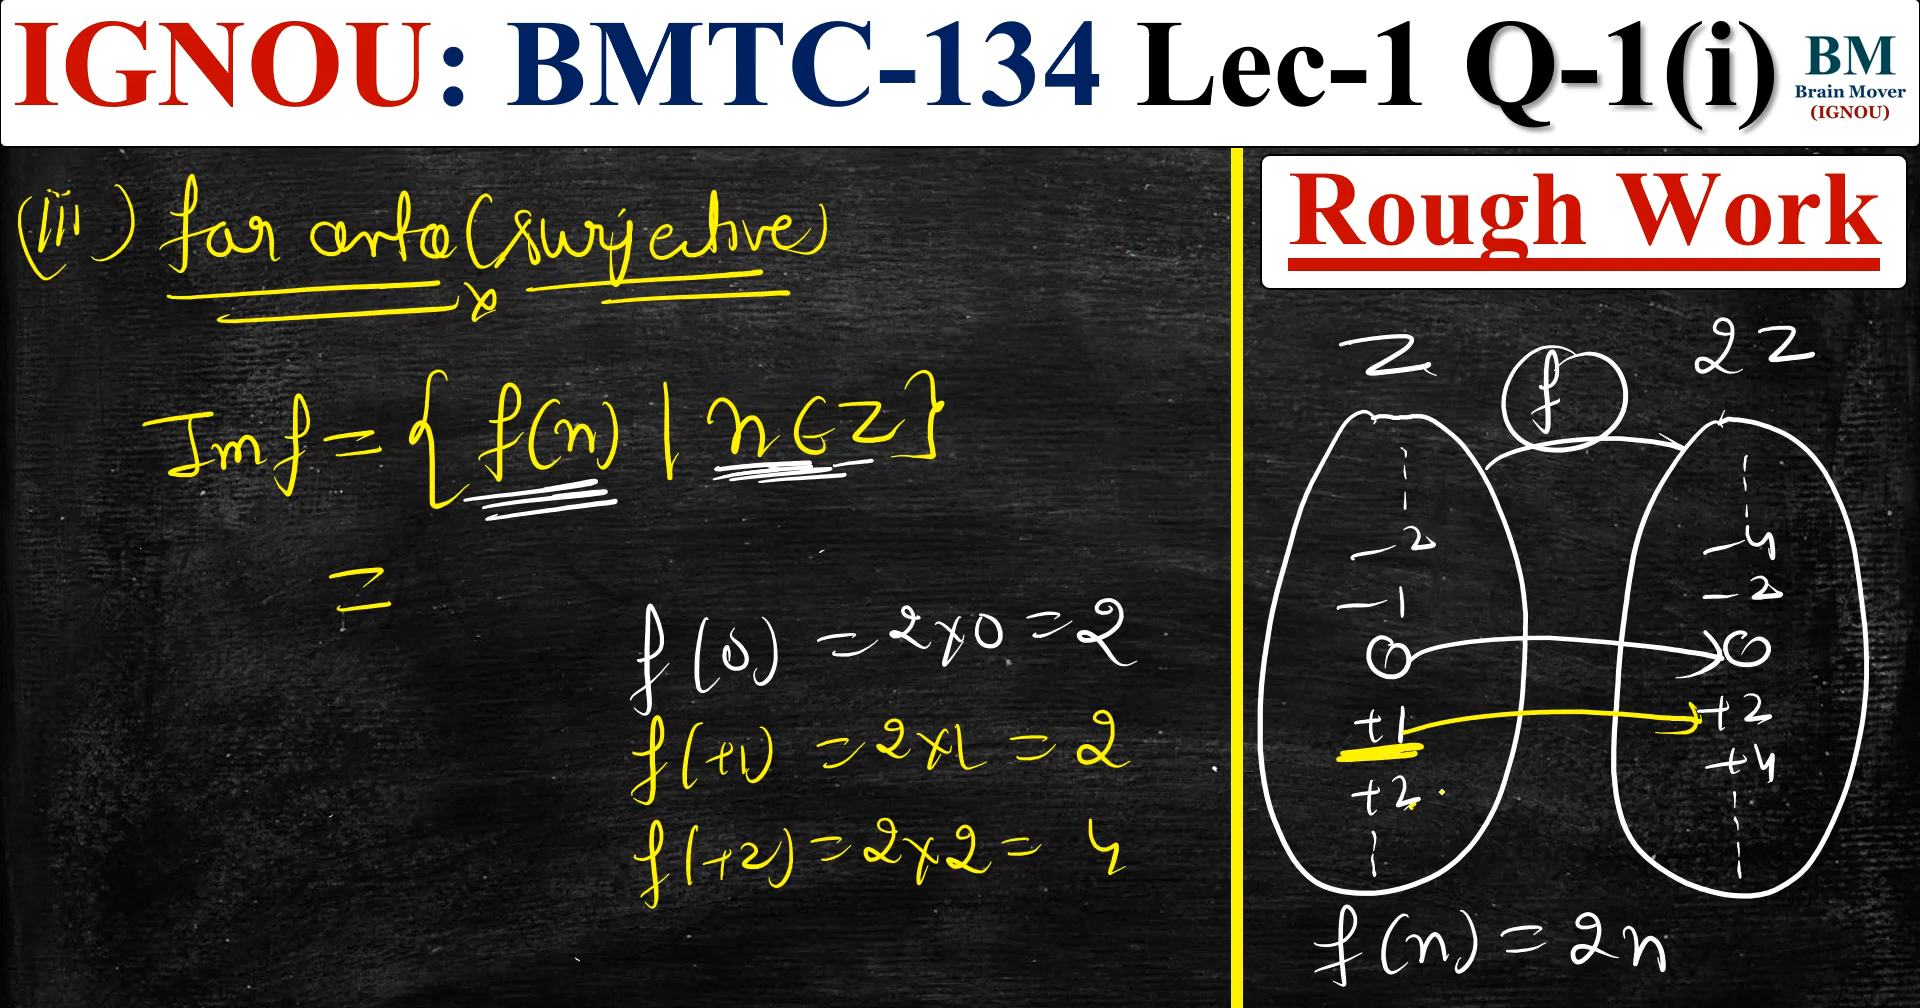 IGNOU: BMTC-134 Lec-1 Q-1(i)
BM
Brain Mover
(IGNOU)
(iii) for onto (surjective)
Im f = { f(n) | n ∈ Z }
=
f(0) = 2×0 = 2
f(+1) = 2×1 = 2
f(+2) = 2×2 = 4
Rough Work
Z f 2Z
-2 -4
-1 -2
0 0
+1 +2
+2 +4
f(n) = 2n